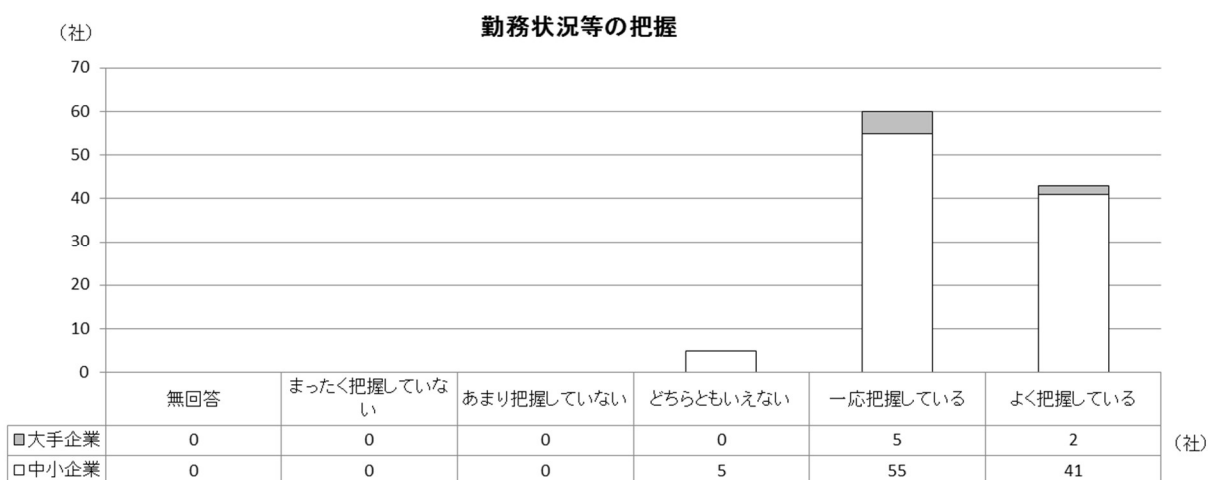 勤務状況等の把握
（社）
70
60
50
40
30
20
10
0
無回答 まったく把握していな あまり把握していない どちらともいえない 一応把握している よく把握している
い
大手企業 0 0 0 0 5 2
（社）
中小企業 0 0 0 5 55 41